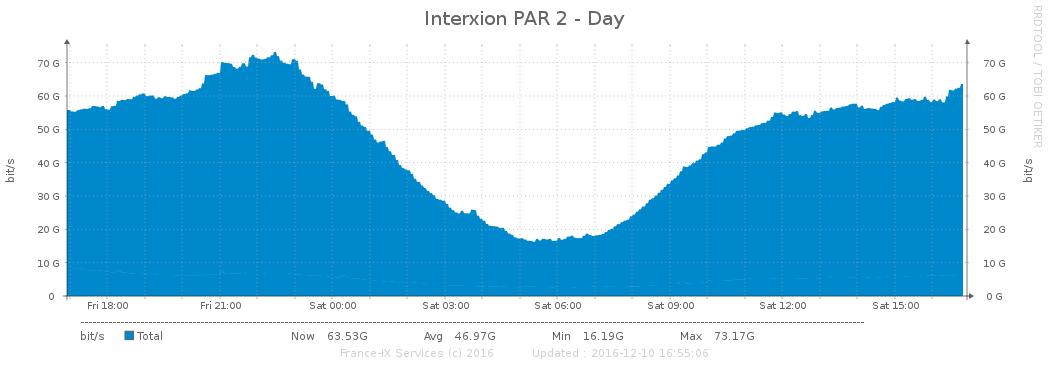 Interxion PAR 2 - Day
RRDTOOL / TOBI OETIKER
bit/s
70 G 70 G
60 G 60 G
50 G 50 G
40 G 40 G
30 G 30 G
20 G 20 G
10 G 10 G
0 0 G
bit/s
Fri 18:00 Fri 21:00 Sat 00:00 Sat 03:00 Sat 06:00 Sat 09:00 Sat 12:00 Sat 15:00
bit/s Total Now 63.53G Avg 46.97G Min 16.19G Max 73.17G
France-IX Services (c) 2016 Updated : 2016-12-10 16:55:06